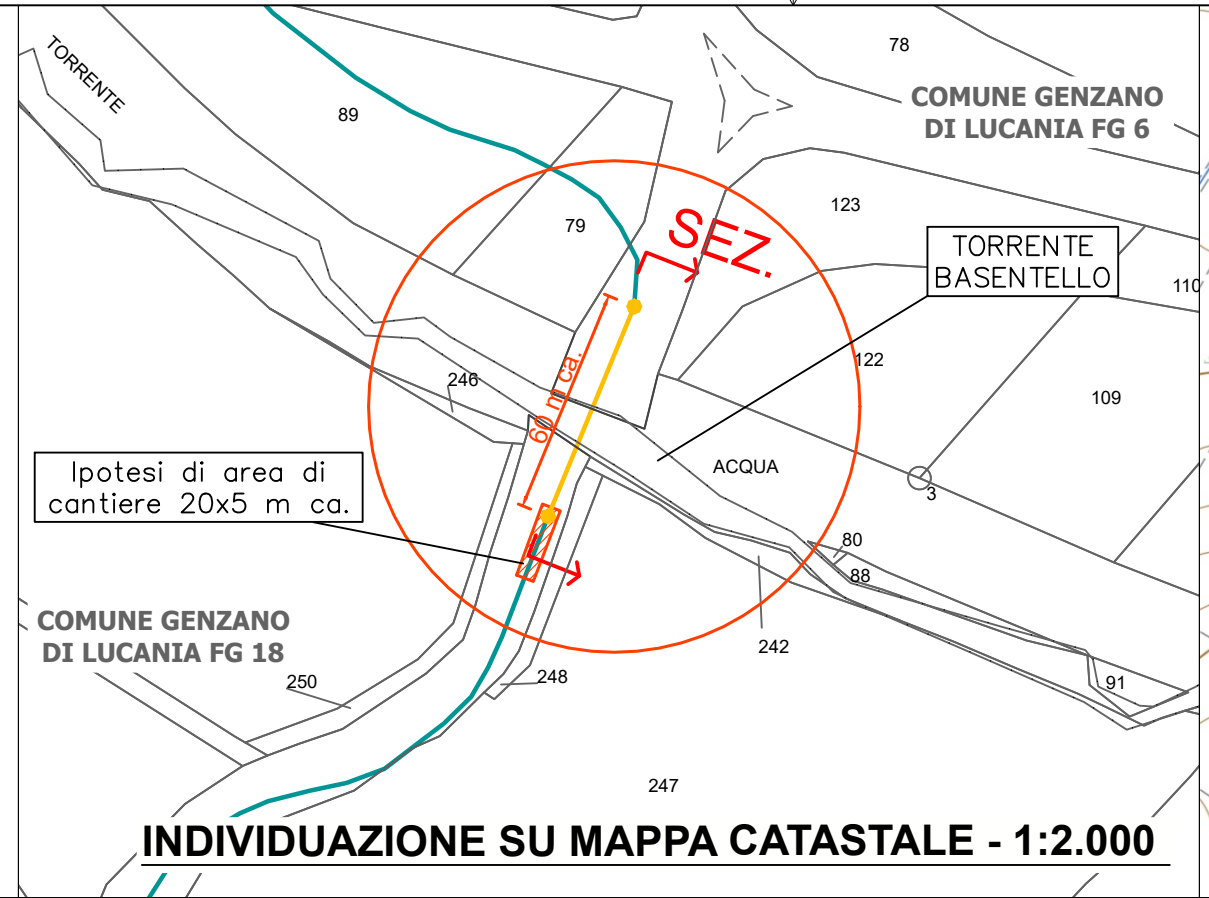 78
TORRENTE
COMUNE GENZANO
DI LUCANIA FG 6
89
123
79
SEZ.
TORRENTE
BASENTELLO
110
122
60 m ca.
246
109
ACQUA
Ipotesi di area di
cantiere 20x5 m ca.
3
80
88
COMUNE GENZANO
DI LUCANIA FG 18
242
248
250
91
247
INDIVIDUAZIONE SU MAPPA CATASTALE - 1:2.000